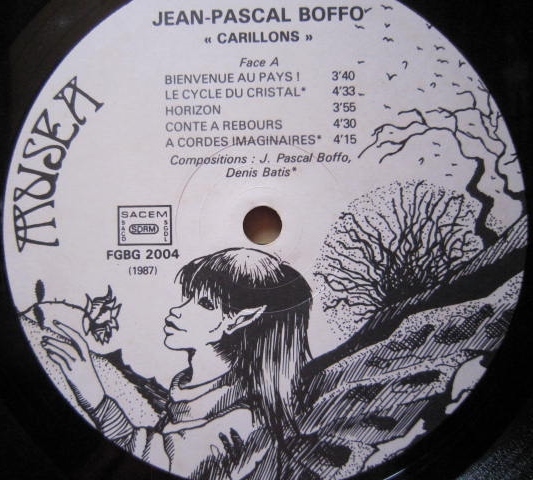 JEAN-PASCAL BOFFO
« CARILLONS »
Face A
BIENVENUE AU PAYS ! 3'40
LE CYCLE DU CRISTAL* 4'33
HORIZON 3'55
CONTE A REBOURS 4'30
A CORDES IMAGINAIRES* 4'15
Compositions : J. Pascal Boffo,
Denis Batis*
MUSEA
SACEM
SACD SDRM SGDL
FGBG 2004
(1987)